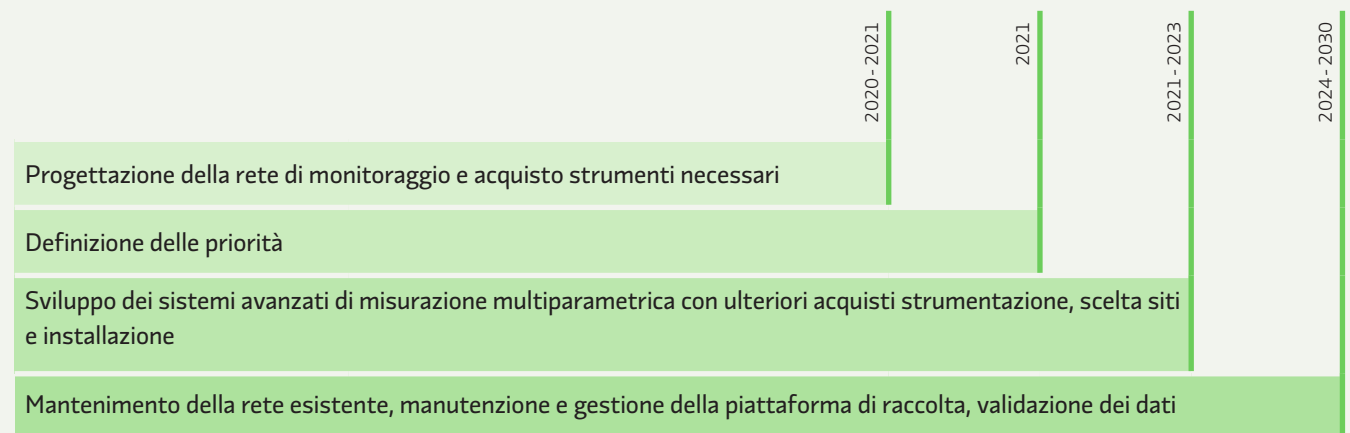 2020 - 2021
2021
2021 - 2023
2024 - 2030
Progettazione della rete di monitoraggio e acquisto strumenti necessari
Definizione delle priorità
Sviluppo dei sistemi avanzati di misurazione multiparametrica con ulteriori acquisti strumentazione, scelta siti
e installazione
Mantenimento della rete esistente, manutenzione e gestione della piattaforma di raccolta, validazione dei dati